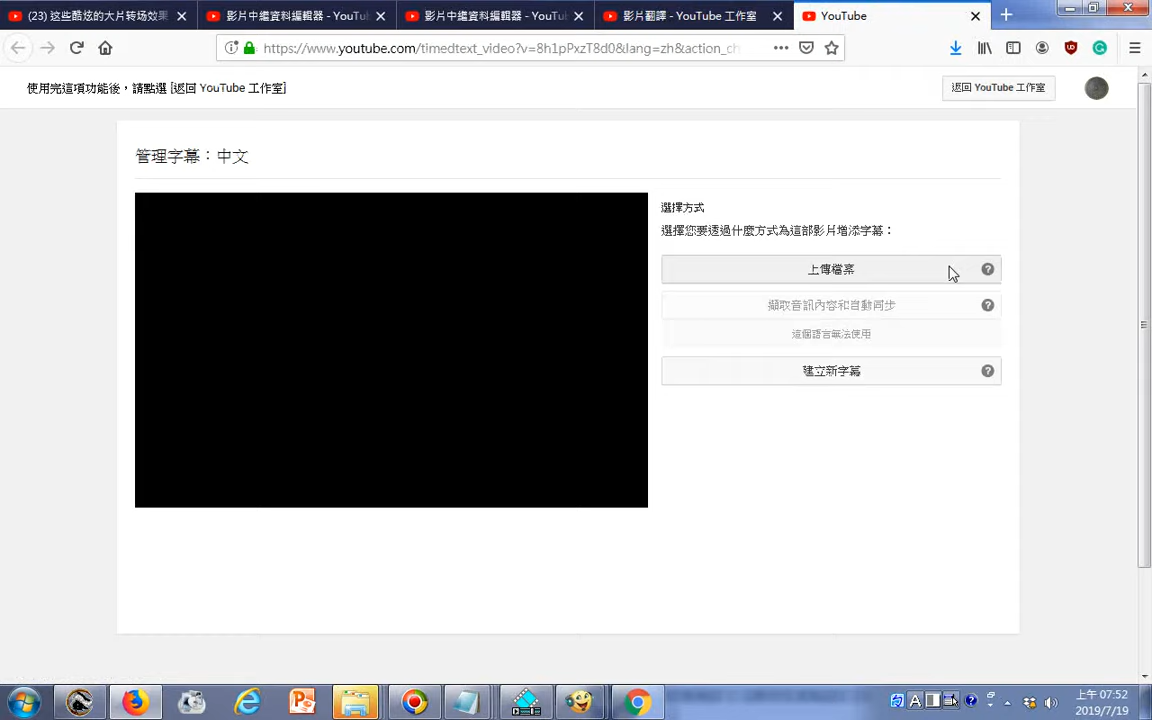 (23) 这些酷炫的大片转场效果
影片中繼資料編輯器 - YouTu
影片中繼資料編輯器 - YouTu
影片翻譯 - YouTube 工作室
YouTube
https://www.youtube.com/timedtext_video?v=8h1pPxzT8d0&lang=zh&action_ch
使用完這項功能後，請點選 [返回 YouTube 工作室]
返回 YouTube 工作室
管理字幕：中文
選擇方式
選擇您要透過什麼方式為這部影片增添字幕：
上傳檔案
擷取音訊內容和自動同步
這個語言無法使用
建立新字幕
上午 07:52
2019/7/19